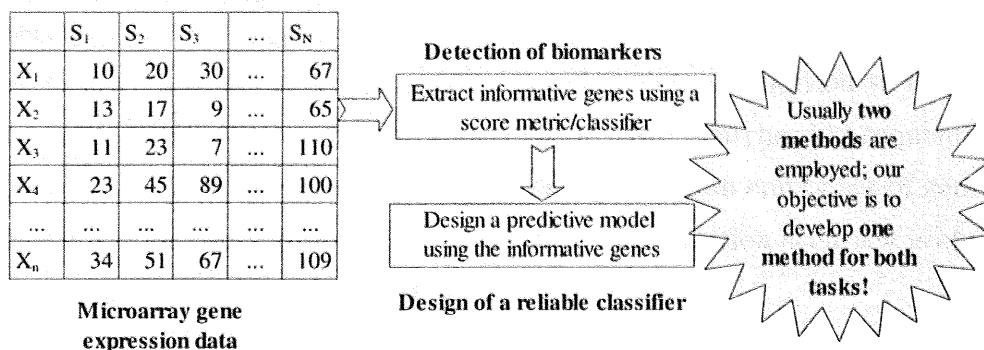 S1 S2 S3 ... SN
X1 10 20 30 ... 67
X2 13 17 9 ... 65
X3 11 23 7 ... 110
X4 23 45 89 ... 100
... ... ... ... ... ...
Xn 34 51 67 ... 109
Microarray gene
expression data
Detection of biomarkers
Extract informative genes using a
score metric/classifier
Design a predictive model
using the informative genes
Design of a reliable classifier
Usually two
methods are
employed; our
objective is to
develop one
method for both
tasks!